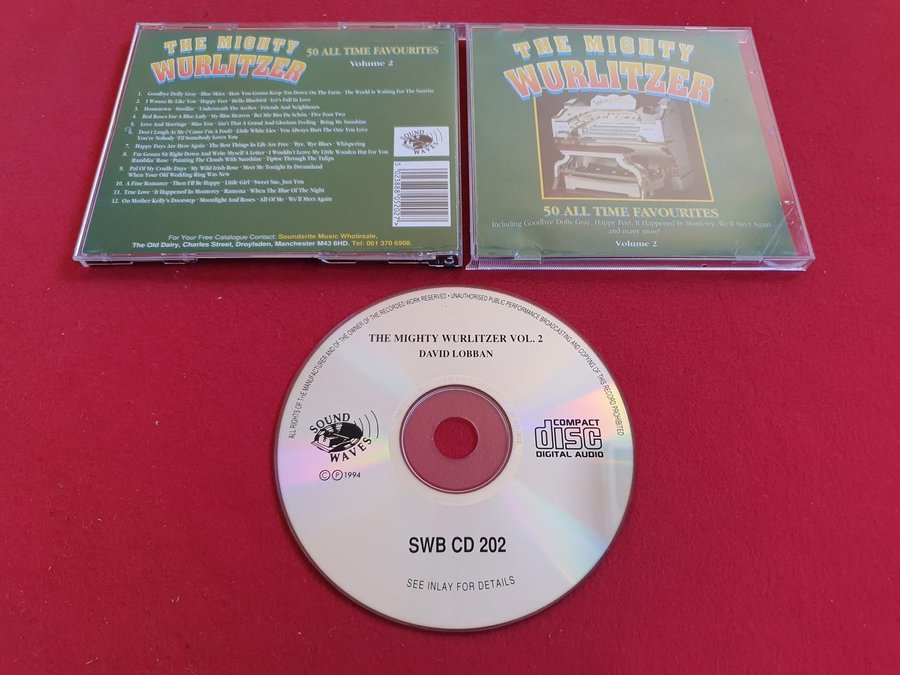 THE MIGHTY
WURLITZER
50 ALL TIME FAVOURITES
Volume 2
1. Goodbye Dolly Gray · Blue Skies · How You Gonna Keep 'Em Down On The Farm · The World Is Waiting For The Sunrise
2. I Wanna Be Like You · Happy Feet · Hello Bluebird · Let's Fall In Love
3. Hometown · Strollin' · Underneath The Arches · Friends And Neighbours
4. Red Roses For A Blue Lady · My Blue Heaven · Bei Mir Bist Du Schön · Five Foot Two
5. Love And Marriage · Miss You · Ain't That A Grand And Glorious Feeling · Bring Me Sunshine
6. Don't Laugh At Me ('Cause I'm A Fool) · Little White Lies · You Always Hurt The One You Love
You're Nobody 'Til Somebody Loves You
7. Happy Days Are Here Again · The Best Things In Life Are Free · Bye, Bye Blues · Whispering
8. I'm Gonna Sit Right Down And Write Myself A Letter · I Wouldn't Leave My Little Wooden Hut For You
Ramblin' Rose · Painting The Clouds With Sunshine · Tiptoe Through The Tulips
9. Pal Of My Cradle Days · My Wild Irish Rose · Meet Me Tonight In Dreamland
When Your Old Wedding Ring Was New
10. A Fine Romance · Then I'll Be Happy · Little Girl · Sweet Sue, Just You
11. True Love · It Happened In Monterey · Ramona · When The Blue Of The Night
12. On Mother Kelly's Doorstep · Moonlight And Roses · All Of Me · We'll Meet Again
SOUND
WAVES
For Your Free Catalogue Contact: Soundsrite Music Wholesale,
The Old Dairy, Charles Street, Droylsden, Manchester M43 6HD. Tel: 061 370 6908.
THE MIGHTY
WURLITZER
50 ALL TIME FAVOURITES
Including Goodbye Dolly Gray, Happy Feet, It Happened In Monterey, We'll Meet Again
and many more!
Volume 2
ALL RIGHTS OF THE MANUFACTURER AND OF THE OWNER OF THE RECORDED WORK RESERVED · UNAUTHORISED PUBLIC PERFORMANCE BROADCASTING AND COPYING OF THIS RECORD PROHIBITED
THE MIGHTY WURLITZER VOL. 2
DAVID LOBBAN
SOUND
WAVES
© ℗ 1994
COMPACT
disc
DIGITAL AUDIO
SWB CD 202
SEE INLAY FOR DETAILS